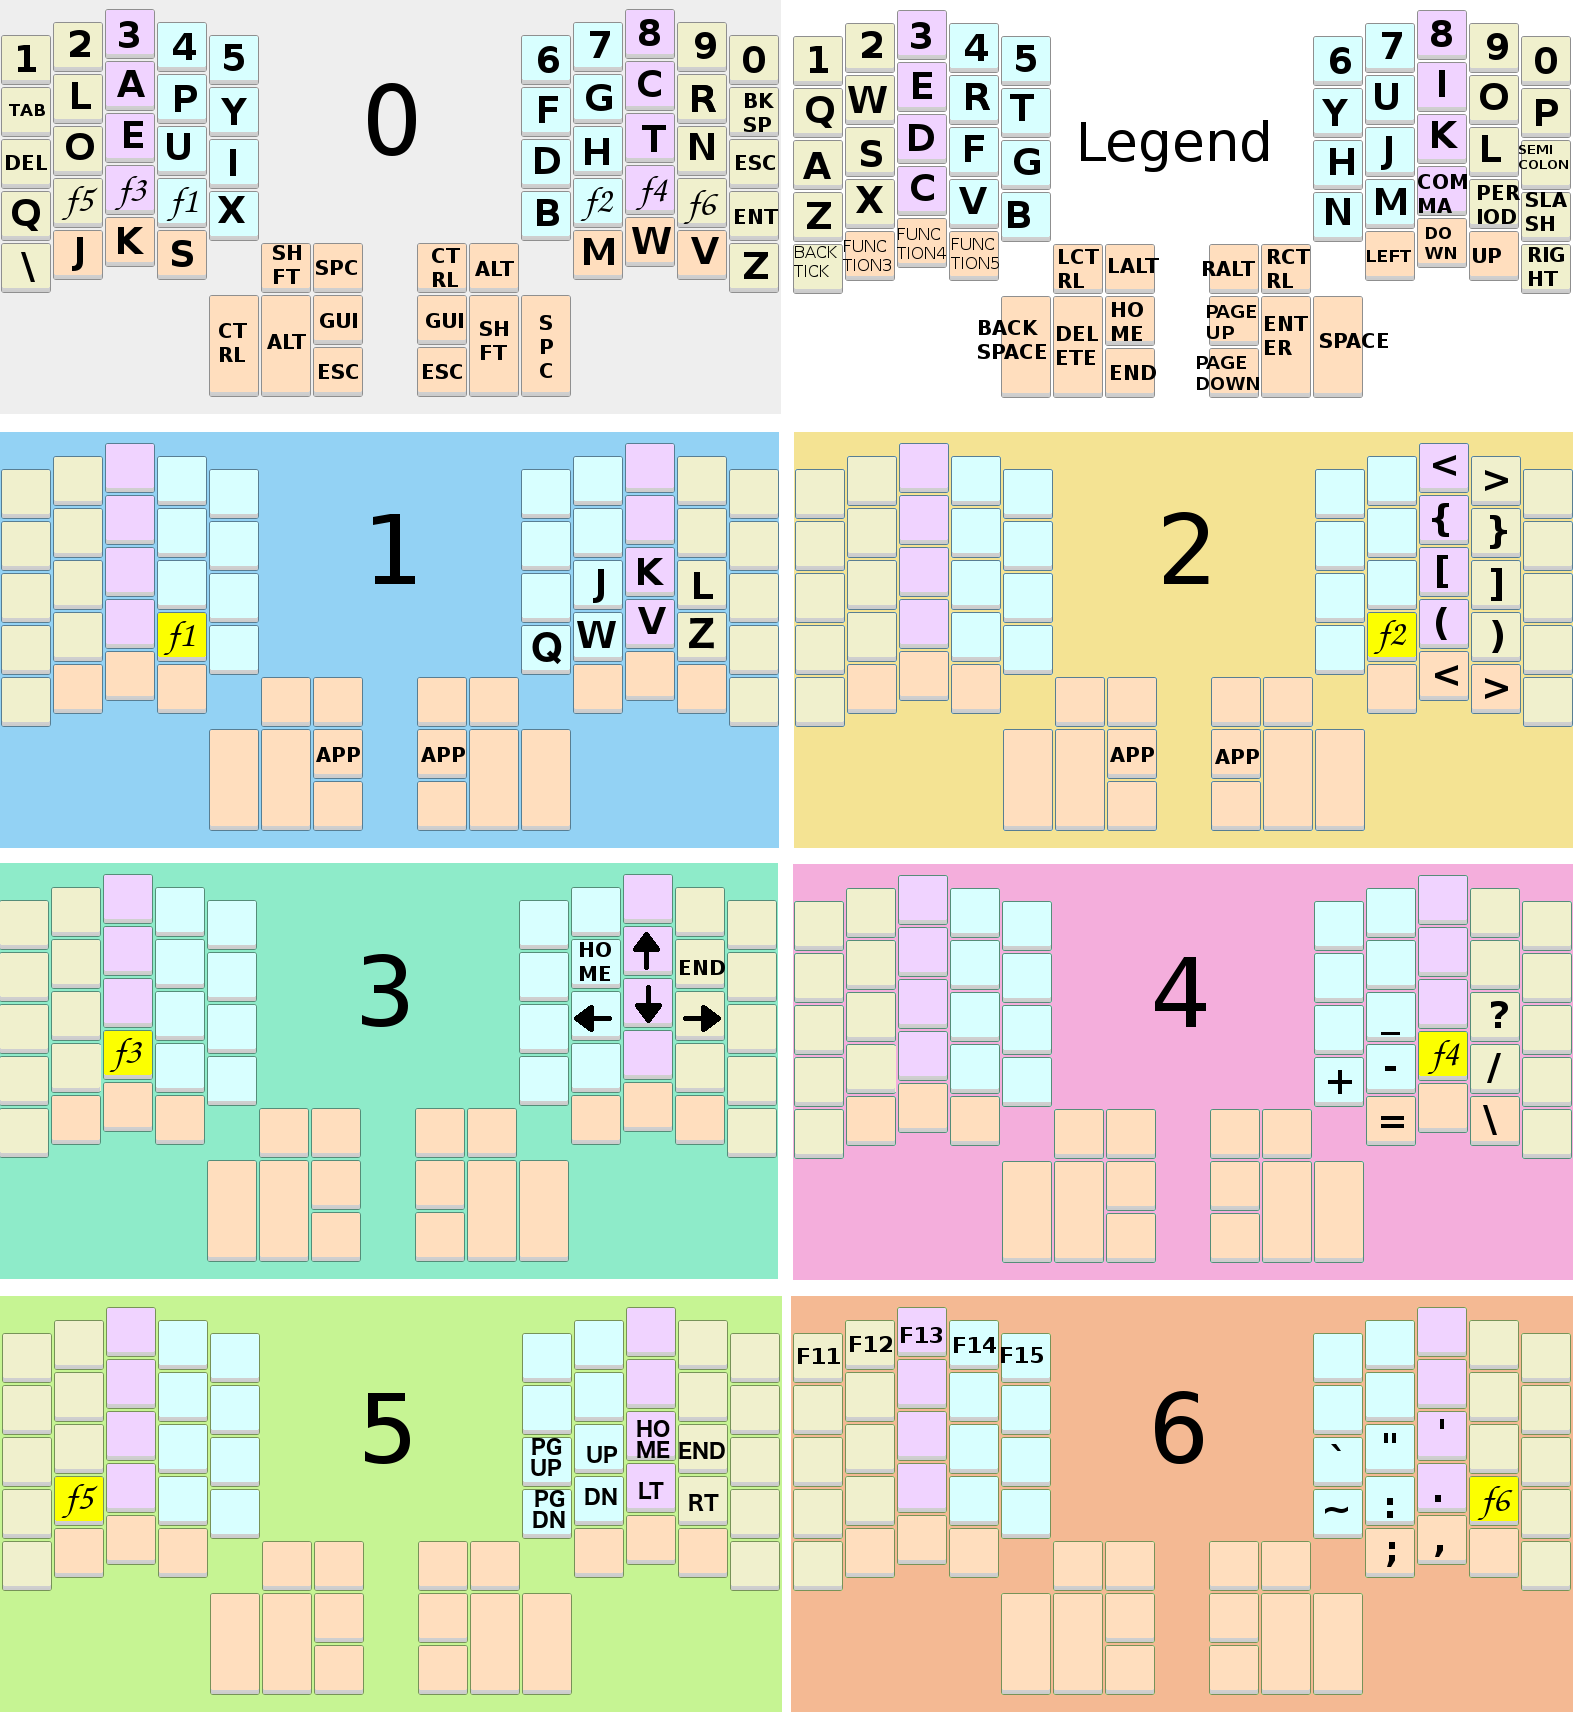 1 2 3 4 5
TAB L A P Y
DEL O E U I
Q f5 f3 f1 X
\ J K S
0
6 7 8 9 0
F G C R BK SP
D H T N ESC
B f2 f4 f6 ENT
M W V Z
SH FT SPC
CT RL ALT GUI
ESC
CT RL ALT
GUI SH FT S P C
ESC
1 2 3 4 5
Q W E R T
A S D F G
Z X C V B
BACK TICK FUNC TION3 FUNC TION4 FUNC TION5
Legend
6 7 8 9 0
Y U I O P
H J K L SEMI COLON
N M COM MA PER IOD SLA SH
LEFT DO WN UP RIG HT
LCT RL LALT
BACK SPACE DEL ETE HO ME
END
RALT RCT RL
PAGE UP ENT ER SPACE
PAGE DOWN
1
f1
J K L
Q W V Z
APP APP
2
< >
{ }
[ ]
f2 ( )
< >
APP APP
3
f3
HO ME ↑ END
← ↓ →
4
_ ?
+ - f4 /
= \
5
f5
PG UP UP HO ME END
PG DN DN LT RT
6
F11 F12 F13 F14 F15
` " '
~ : . f6
; ,